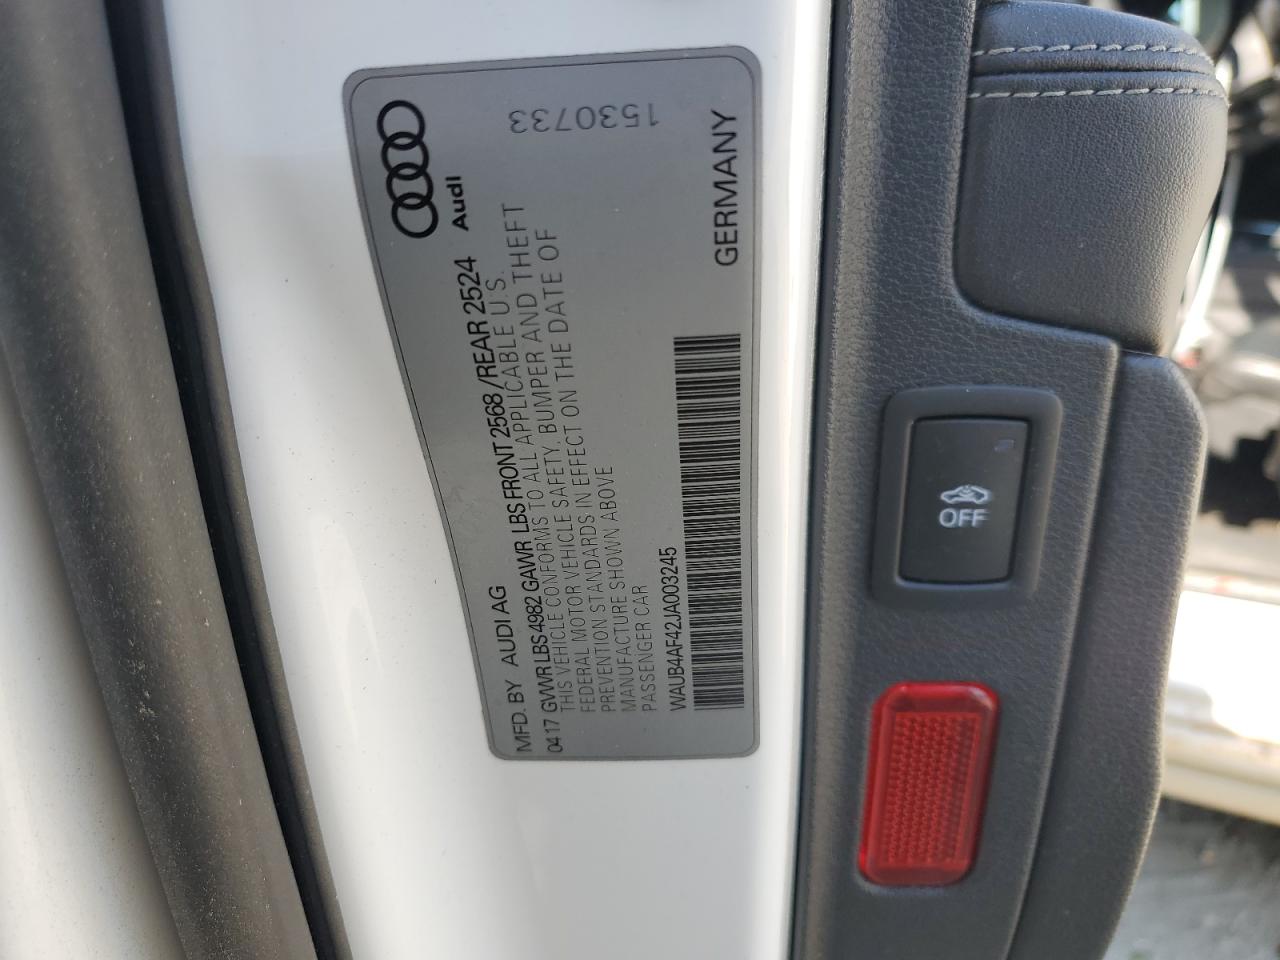 Audi
1530733
MFD. BY AUDI AG
0417 GVWR LBS 4982 GAWR LBS FRONT 2568 /REAR 2524
THIS VEHICLE CONFORMS TO ALL APPLICABLE U.S.
FEDERAL MOTOR VEHICLE SAFETY, BUMPER AND THEFT
PREVENTION STANDARDS IN EFFECT ON THE DATE OF
MANUFACTURE SHOWN ABOVE
PASSENGER CAR
WAUB4AF42JA003245
GERMANY
OFF